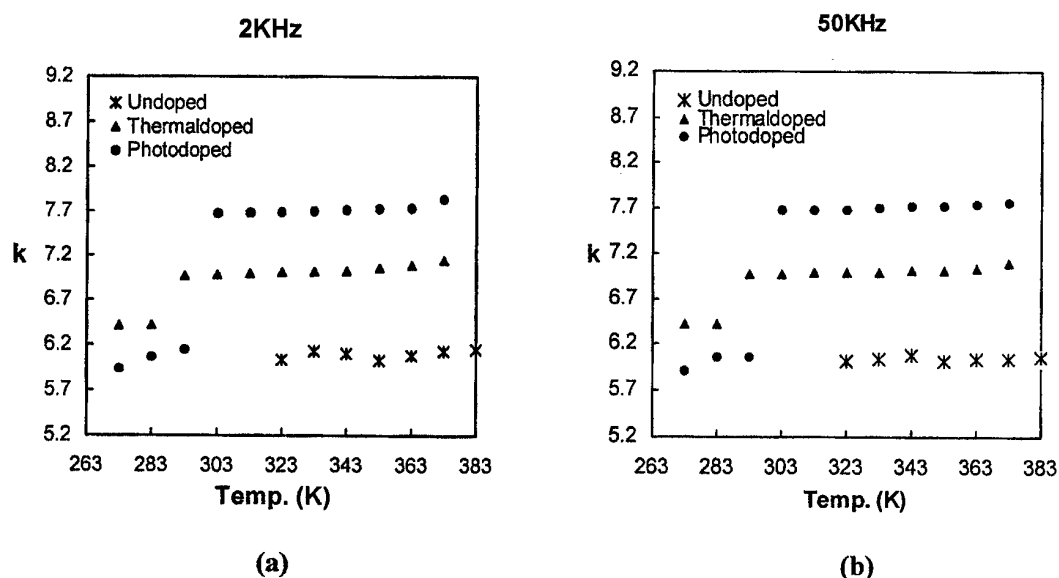 2KHz
9.2
8.7
8.2
7.7
7.2
6.7
6.2
5.7
5.2
k
Undoped
Thermaldoped
Photodoped
263 283 303 323 343 363 383
Temp. (K)
(a)
50KHz
9.2
8.7
8.2
7.7
7.2
6.7
6.2
5.7
5.2
k
Undoped
Thermaldoped
Photodoped
263 283 303 323 343 363 383
Temp. (K)
(b)